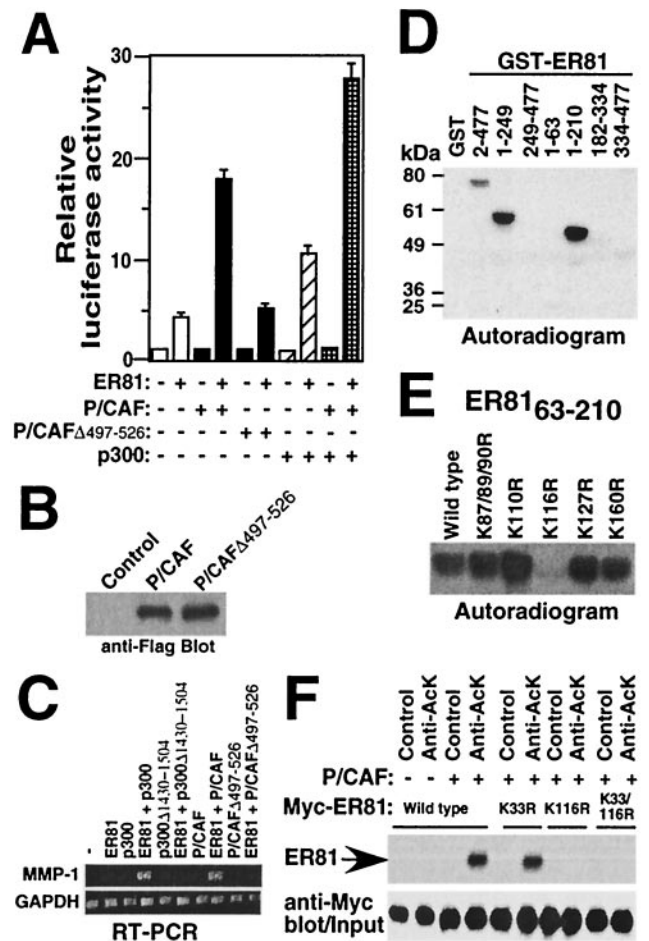 A
30
20
10
0
Relative
luciferase activity
ER81: - + - + - + - + - +
P/CAF: - - + + - - - - + +
P/CAFΔ497-526: - - - - + + - - - -
p300: - - - - - - + + + +
B
Control
P/CAF
P/CAFΔ497-526
anti-Flag Blot
C
-
ER81
p300
ER81 + p300
p300Δ1430–1504
ER81 + p300Δ1430–1504
P/CAF
ER81 + P/CAF
P/CAFΔ497-526
ER81 + P/CAFΔ497-526
MMP-1
GAPDH
RT-PCR
D
GST-ER81
GST
2-477
1-249
249-477
1-63
1-210
182-334
334-477
kDa
80
61
49
36
25
Autoradiogram
E
ER8163-210
Wild type
K87/89/90R
K110R
K116R
K127R
K160R
Autoradiogram
F
Control
Anti-AcK
Control
Anti-AcK
Control
Anti-AcK
Control
Anti-AcK
Control
Anti-AcK
P/CAF: - - + + + + + + + +
Myc-ER81: Wild type K33R K116R K33/
116R
ER81
anti-Myc
blot/Input